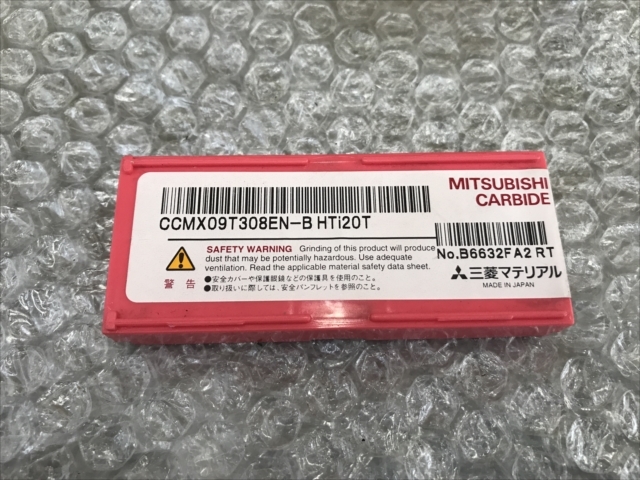 MITSUBISHI
CARBIDE
CCMX09T308EN-B HTi20T
No.B6632FA2 RT
SAFETY WARNING Grinding of this product will produce
dust that may be potentially hazardous. Use adequate
ventilation. Read the applicable material safety data sheet.
警告
●安全カバーや保護眼鏡などの保護具を使用のこと。
●取り扱いに際しては、安全パンフレットを参照のこと。
三菱マテリアル
MADE IN JAPAN